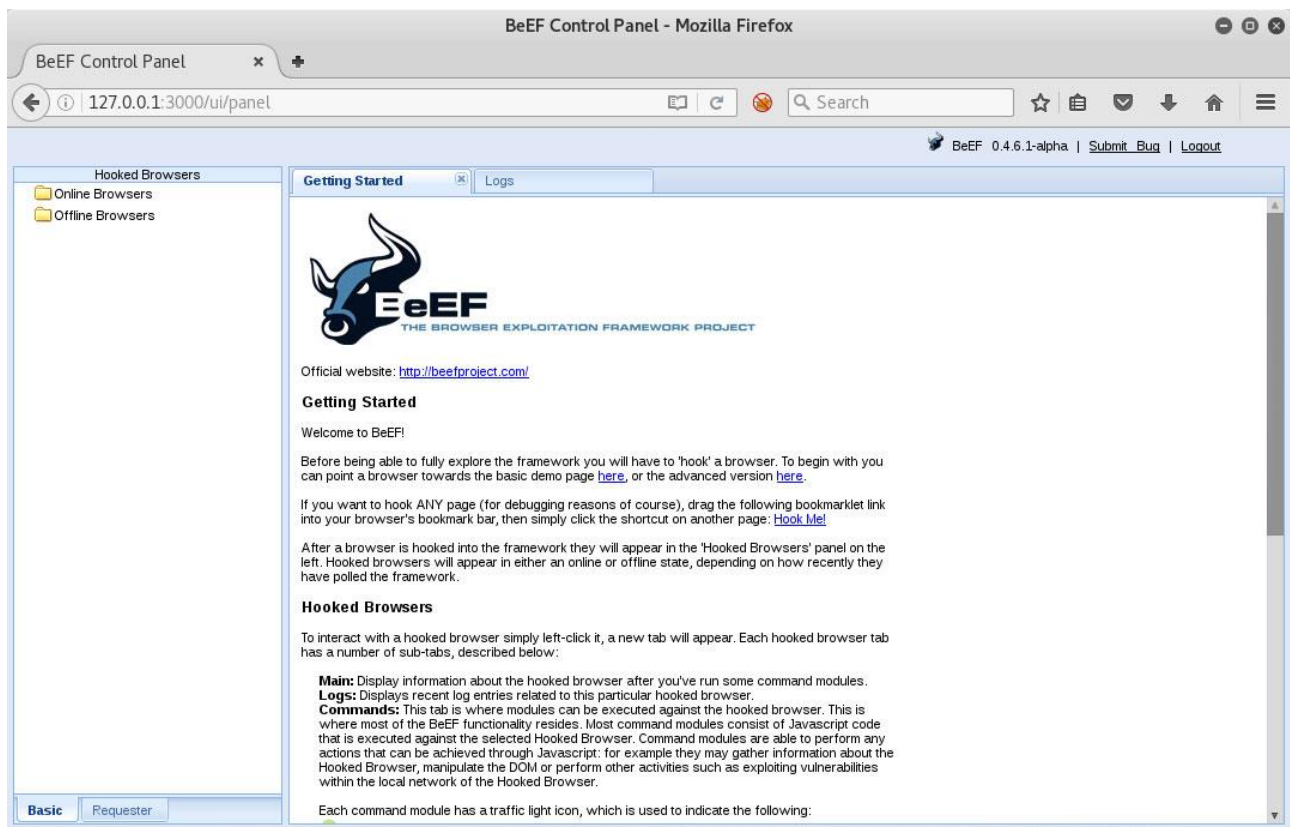 BeEF Control Panel - Mozilla Firefox
BeEF Control Panel
127.0.0.1:3000/ui/panel
Search
BeEF 0.4.6.1-alpha | Submit Bug | Logout
Hooked Browsers
Online Browsers
Offline Browsers
Getting Started
Logs
BeEF
THE BROWSER EXPLOITATION FRAMEWORK PROJECT
Official website: http://beefproject.com/
Getting Started
Welcome to BeEF!
Before being able to fully explore the framework you will have to 'hook' a browser. To begin with you
can point a browser towards the basic demo page here, or the advanced version here.
If you want to hook ANY page (for debugging reasons of course), drag the following bookmarklet link
into your browser's bookmark bar, then simply click the shortcut on another page: Hook Me!
After a browser is hooked into the framework they will appear in the 'Hooked Browsers' panel on the
left. Hooked browsers will appear in either an online or offline state, depending on how recently they
have polled the framework.
Hooked Browsers
To interact with a hooked browser simply left-click it, a new tab will appear. Each hooked browser tab
has a number of sub-tabs, described below:
Main: Display information about the hooked browser after you've run some command modules.
Logs: Displays recent log entries related to this particular hooked browser.
Commands: This tab is where modules can be executed against the hooked browser. This is
where most of the BeEF functionality resides. Most command modules consist of Javascript code
that is executed against the selected Hooked Browser. Command modules are able to perform any
actions that can be achieved through Javascript: for example they may gather information about the
Hooked Browser, manipulate the DOM or perform other activities such as exploiting vulnerabilities
within the local network of the Hooked Browser.
Each command module has a traffic light icon, which is used to indicate the following:
Basic
Requester